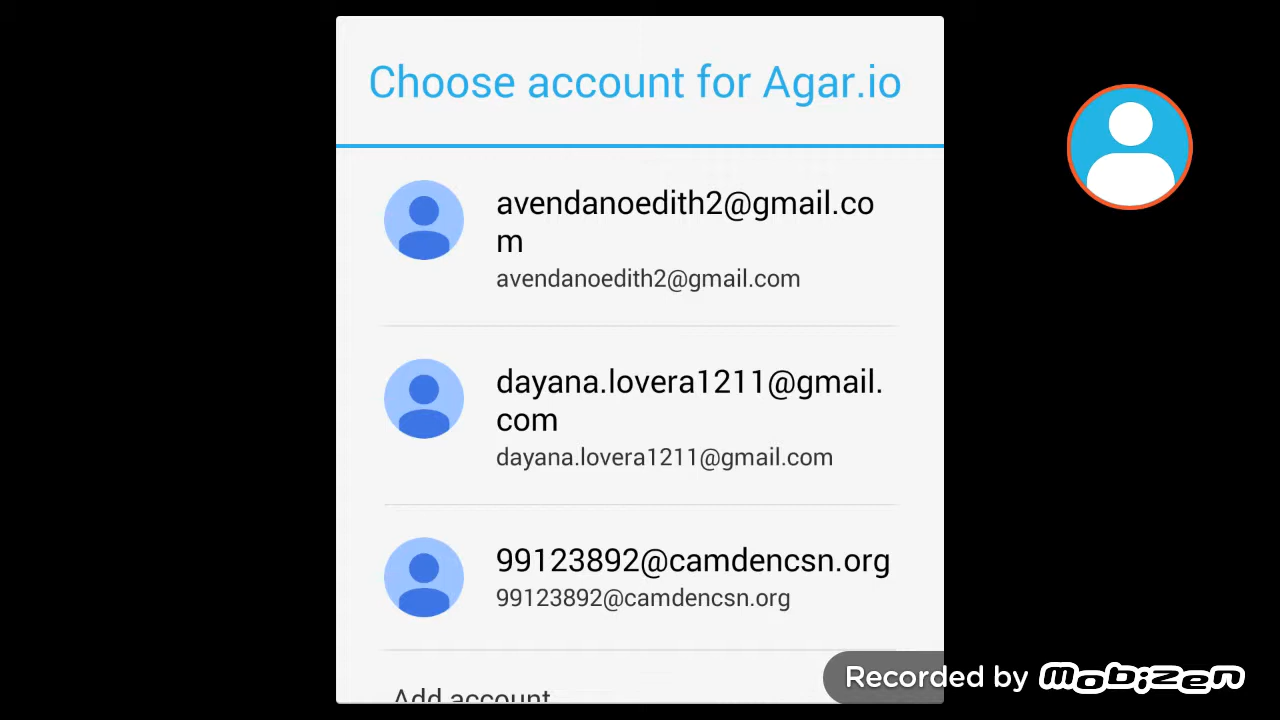 Choose account for Agar.io
avendanoedith2@gmail.co
m
avendanoedith2@gmail.com
dayana.lovera1211@gmail.
com
dayana.lovera1211@gmail.com
99123892@camdencsn.org
99123892@camdencsn.org
Add account
Recorded by mobizen